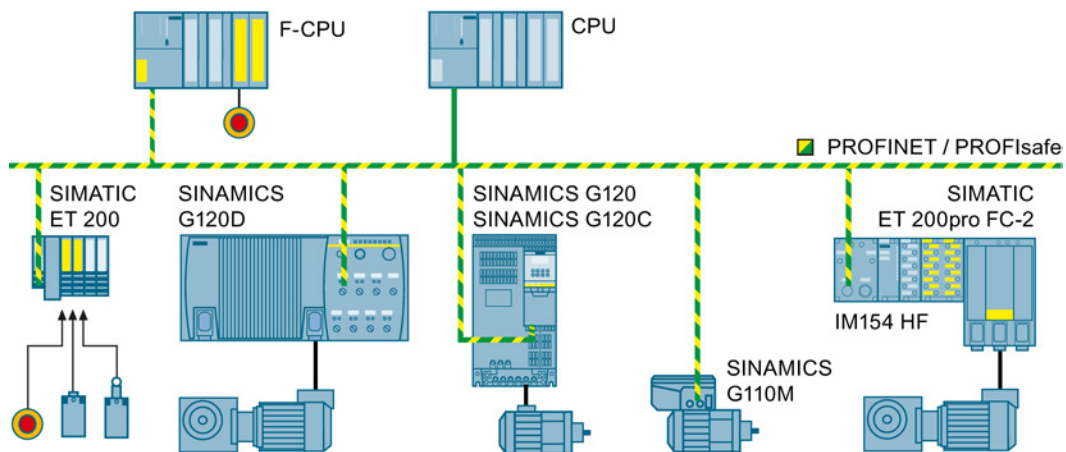 F-CPU
CPU
PROFINET / PROFIsafe
SIMATIC
ET 200
SINAMICS
G120D
SINAMICS G120
SINAMICS G120C
SIMATIC
ET 200pro FC-2
IM154 HF
SINAMICS
G110M